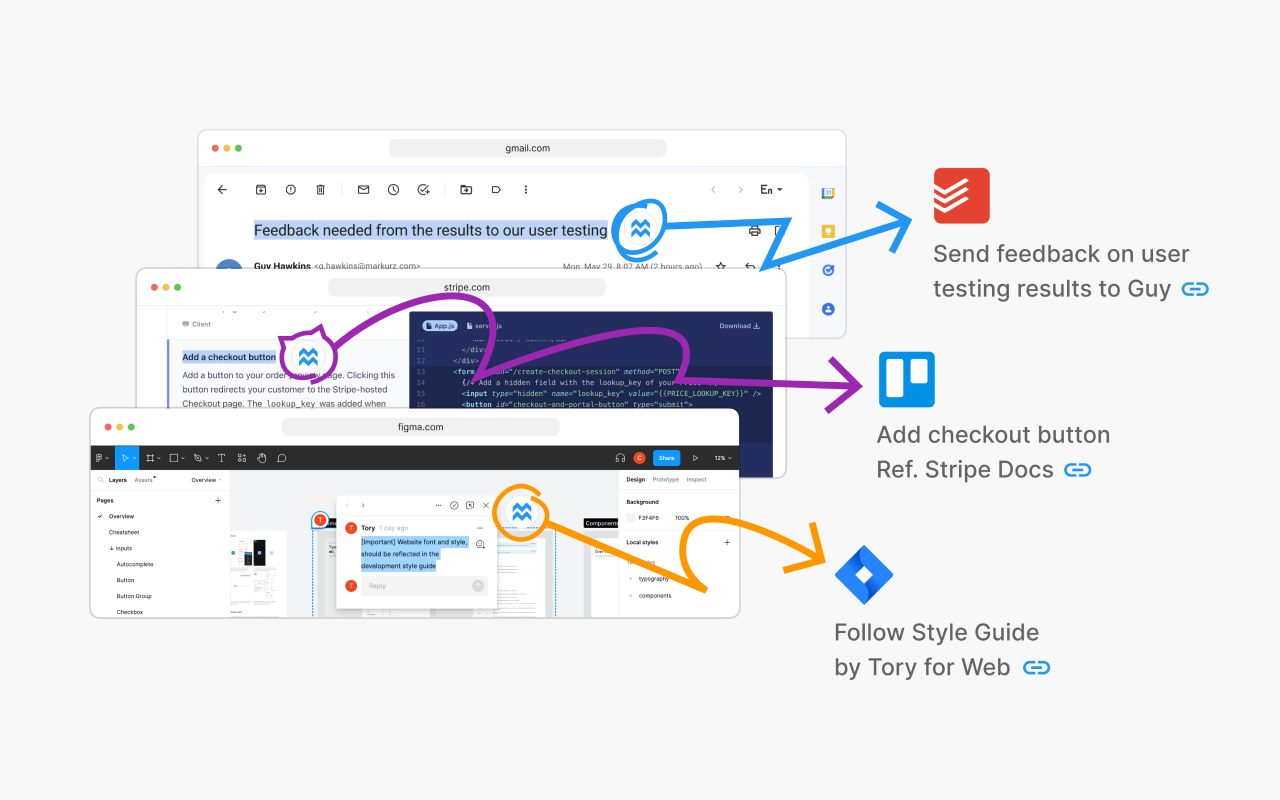 gmail.com
En
Feedback needed from the results to our user testing
Guy Hawkins <g.hawkins@markurz.com>
Mon, May 29, 8:07 AM (2 hours ago)
31
Send feedback on user
testing results to Guy
stripe.com
Client
Add a checkout button
Add a button to your order preview page. Clicking this
button redirects your customer to the Stripe-hosted
Checkout page. The lookup_key was added when
App.js
Download
11 </div>
12 </div>
13 <form action="/create-checkout-session" method="POST"
14 {/* Add a hidden field with the lookup_key of your
15 <input type="hidden" name="lookup_key" value="{{PRICE_LOOKUP_KEY}}" />
16 <button id="checkout-and-portal-button" type="submit">
Add checkout button
Ref. Stripe Docs
figma.com
C
Share
12%
Layers
Assets
Overview
Pages
Overview
Cheatsheet
↓ inputs
Autocomplete
Button
Button Group
Checkbox
T
T
Tory 1 day ago
[Important] Website font and style,
should be reflected in the
development style guide
T
Reply
Components
Design
Prototype
Inspect
Background
F3F4F6
100%
Local styles
typography
components
Follow Style Guide
by Tory for Web